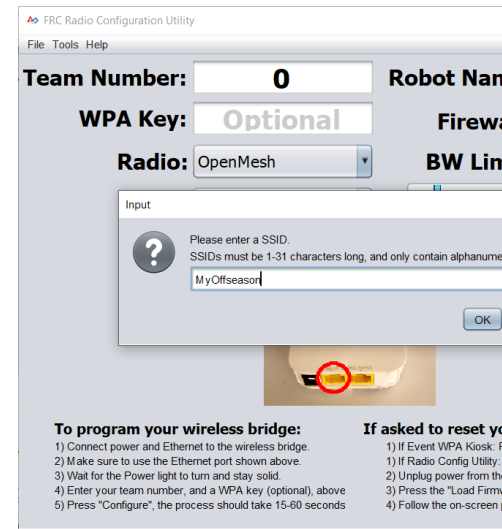 FRC Radio Configuration Utility
File Tools Help
Team Number: 0 Robot Nam
WPA Key: Optional Firewa
Radio: OpenMesh BW Lim
Input
Please enter a SSID.
SSIDs must be 1-31 characters long, and only contain alphanume
MyOffseason
OK
To program your wireless bridge: If asked to reset yo
1) Connect power and Ethernet to the wireless bridge. 1) If Event WPA Kiosk: P
2) Make sure to use the Ethernet port shown above. 1) If Radio Config Utility:
3) Wait for the Power light to turn and stay solid. 2) Unplug power from th
4) Enter your team number, and a WPA key (optional), above 3) Press the "Load Firmw
5) Press "Configure", the process should take 15-60 seconds 4) Follow the on-screen